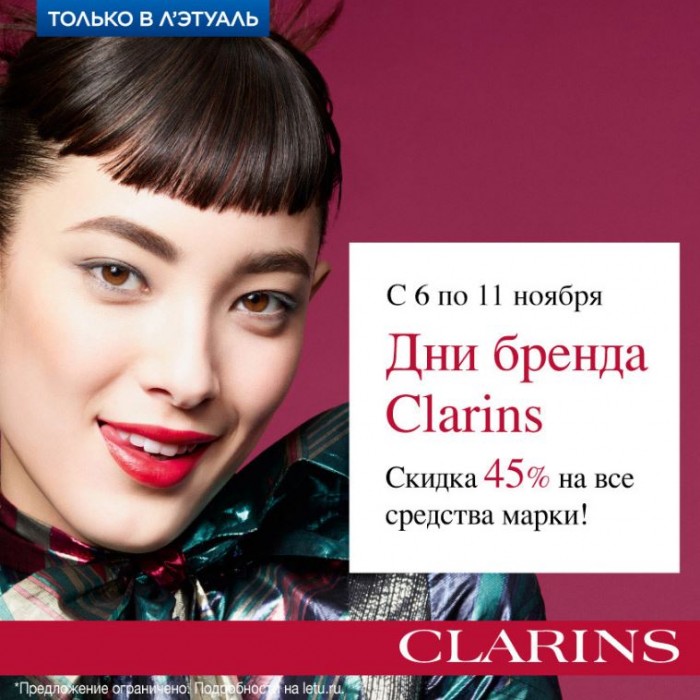 ТОЛЬКО В Л'ЭТУАЛЬ
С 6 по 11 ноября
Дни бренда
Clarins
Скидка 45% на все
средства марки!
CLARINS
*Предложение ограничено. Подробности на letu.ru.